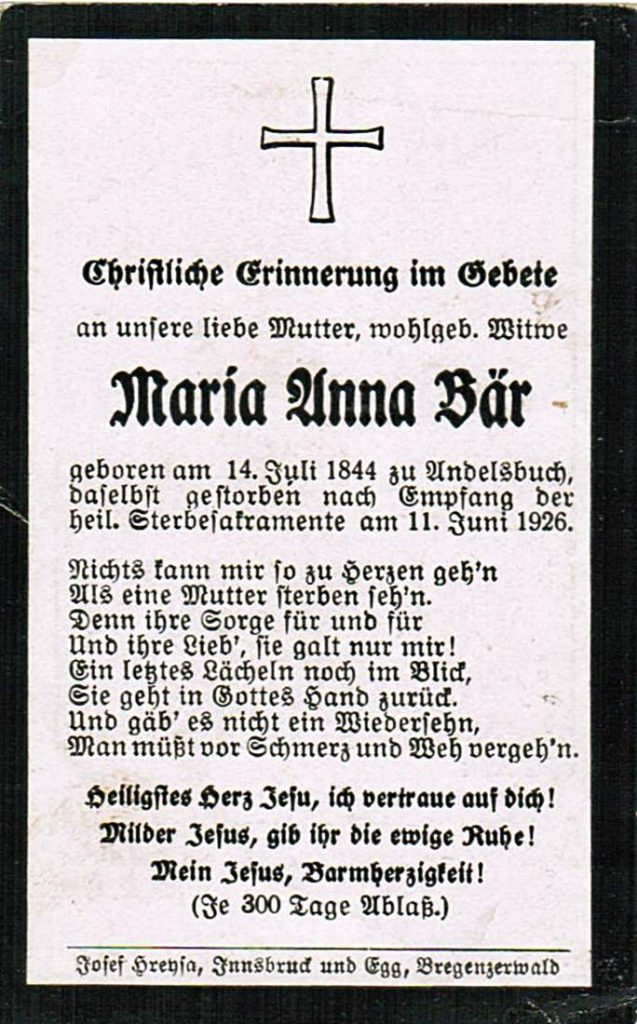 Christliche Erinnerung im Gebete
an unsere liebe Mutter, wohlgeb. Witwe
Maria Anna Bär
geboren am 14. Juli 1844 zu Andelsbuch,
daselbst gestorben nach Empfang der
heil. Sterbesakramente am 11. Juni 1926.
Nichts kann mir so zu Herzen geh'n
Als eine Mutter sterben seh'n.
Denn ihre Sorge für und für
Und ihre Lieb', sie galt nur mir!
Ein letztes Lächeln noch im Blick,
Sie geht in Gottes Hand zurück.
Und gäb' es nicht ein Wiedersehn,
Man müßt vor Schmerz und Weh vergeh'n.
Heiligstes Herz Jesu, ich vertraue auf dich!
Milder Jesus, gib ihr die ewige Ruhe!
Mein Jesus, Barmherzigkeit!
(Je 300 Tage Ablaß.)
Josef Hreysa, Innsbruck und Egg, Bregenzerwald